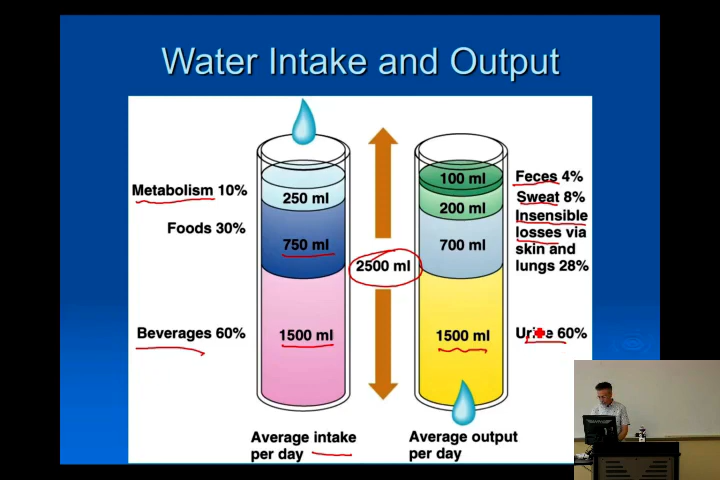 Water Intake and Output
Metabolism 10%
250 ml
Foods 30%
750 ml
Beverages 60%
1500 ml
2500 ml
100 ml
Feces 4%
200 ml
Sweat 8%
700 ml
Insensible
losses via
skin and
lungs 28%
1500 ml
Urine 60%
Average intake
per day
Average output
per day